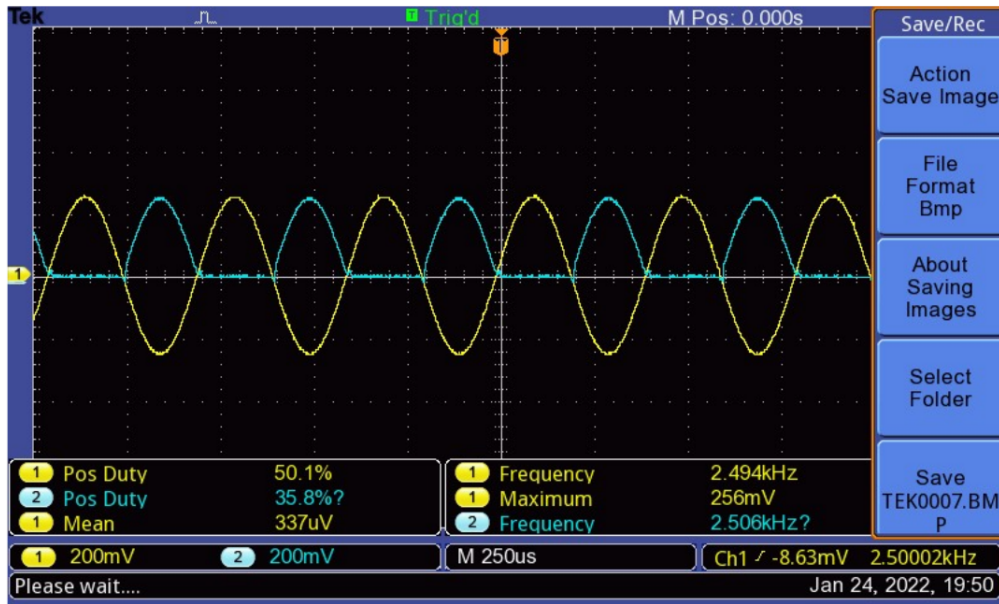 Tek
T Trig'd
M Pos: 0.000s
T
1
Save/Rec
Action
Save Image
File
Format
Bmp
About
Saving
Images
Select
Folder
Save
TEK0007.BM
P
1 Pos Duty 50.1%
2 Pos Duty 35.8%?
1 Mean 337uV
1 Frequency 2.494kHz
1 Maximum 256mV
2 Frequency 2.506kHz?
1 200mV 2 200mV M 250us Ch1 -8.63mV 2.50002kHz
Please wait.... Jan 24, 2022, 19:50